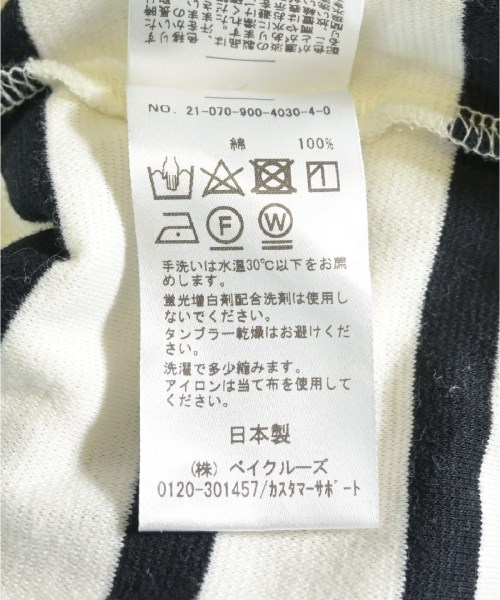 NO. 21-070-900-4030-4-0
綿 100%
F W
手洗いは水温30℃以下をお薦
めします。
蛍光増白剤配合洗剤は使用し
ないでください。
タンブラー乾燥はお避けくだ
さい。
洗濯で多少縮みます。
アイロンは当て布を使用して
ください。
日本製
(株) ベイクルーズ
0120-301457/カスタマーサポート